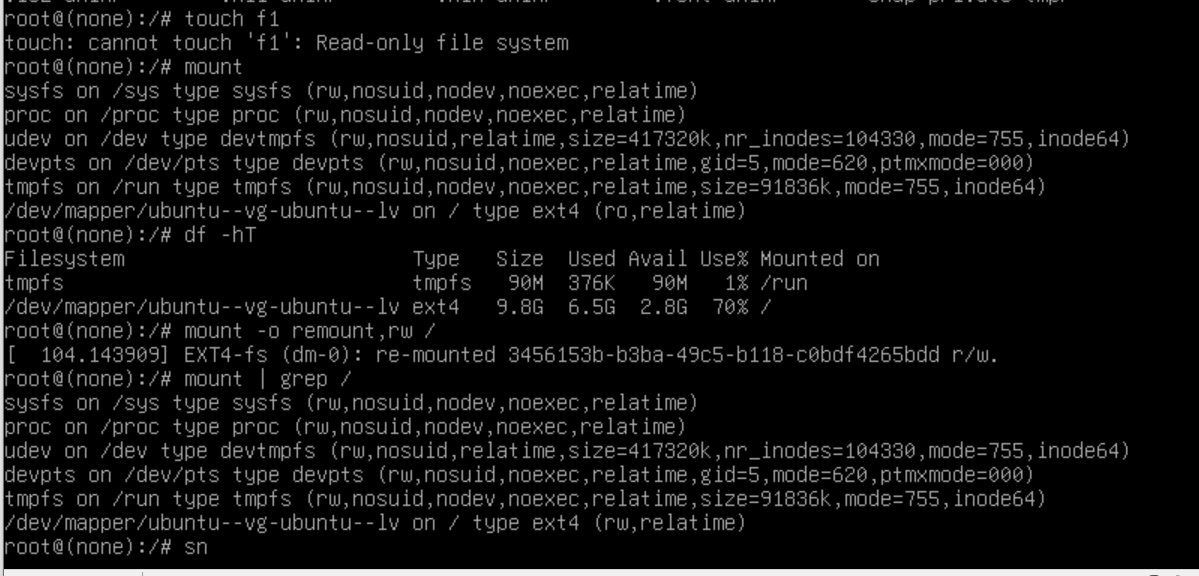 root@(none):/# touch f1
touch: cannot touch 'f1': Read-only file system
root@(none):/# mount
sysfs on /sys type sysfs (rw,nosuid,nodev,noexec,relatime)
proc on /proc type proc (rw,nosuid,nodev,noexec,relatime)
udev on /dev type devtmpfs (rw,nosuid,relatime,size=417320k,nr_inodes=104330,mode=755,inode64)
devpts on /dev/pts type devpts (rw,nosuid,noexec,relatime,gid=5,mode=620,ptmxmode=000)
tmpfs on /run type tmpfs (rw,nosuid,nodev,noexec,relatime,size=91836k,mode=755,inode64)
/dev/mapper/ubuntu--vg-ubuntu--lv on / type ext4 (ro,relatime)
root@(none):/# df -hT
Filesystem                        Type   Size  Used Avail Use% Mounted on
tmpfs                             tmpfs   90M  376K   90M   1% /run
/dev/mapper/ubuntu--vg-ubuntu--lv ext4   9.8G  6.5G  2.8G  70% /
root@(none):/# mount -o remount,rw /
[  104.143909] EXT4-fs (dm-0): re-mounted 3456153b-b3ba-49c5-b118-c0bdf4265bdd r/w.
root@(none):/# mount | grep /
sysfs on /sys type sysfs (rw,nosuid,nodev,noexec,relatime)
proc on /proc type proc (rw,nosuid,nodev,noexec,relatime)
udev on /dev type devtmpfs (rw,nosuid,relatime,size=417320k,nr_inodes=104330,mode=755,inode64)
devpts on /dev/pts type devpts (rw,nosuid,noexec,relatime,gid=5,mode=620,ptmxmode=000)
tmpfs on /run type tmpfs (rw,nosuid,nodev,noexec,relatime,size=91836k,mode=755,inode64)
/dev/mapper/ubuntu--vg-ubuntu--lv on / type ext4 (rw,relatime)
root@(none):/# sn